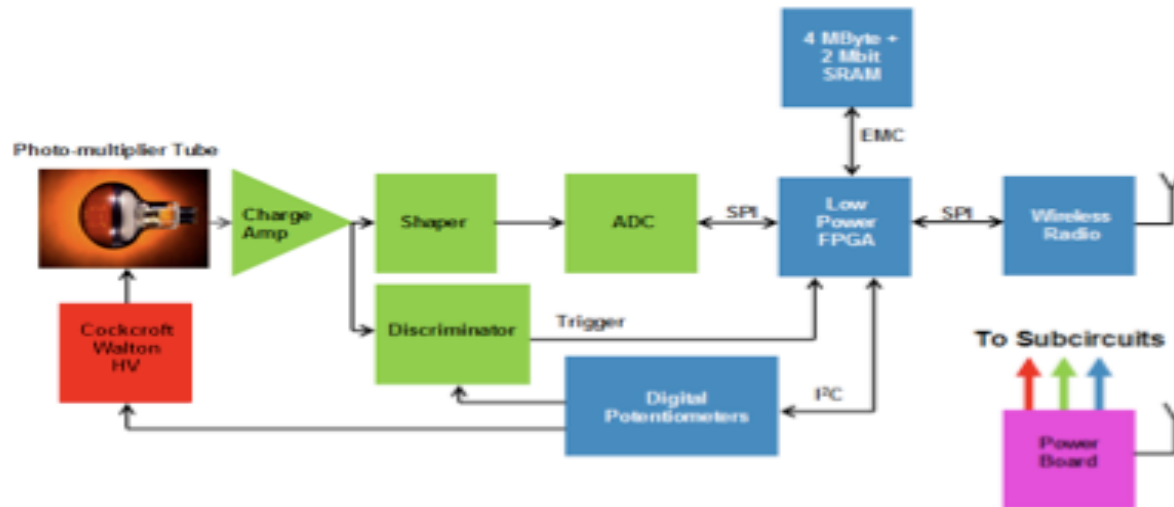 4 MByte +
2 Mbit
SRAM
EMC
Photo-multiplier Tube
Charge
Amp
Shaper
ADC
SPI
Low
Power
FPGA
SPI
Wireless
Radio
Cockcroft
Walton
HV
Discriminator
Trigger
To Subcircuits
Digital
Potentiometers
I²C
Power
Board